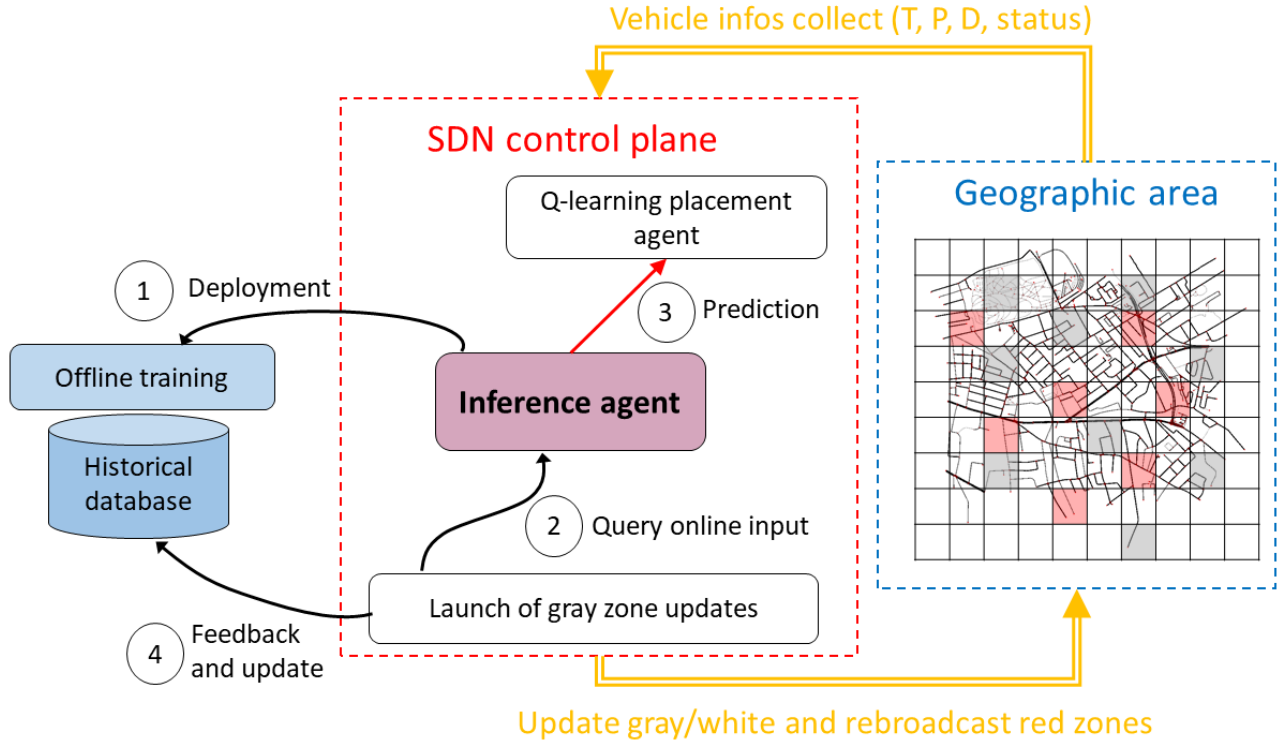 Vehicle infos collect (T, P, D, status)
SDN control plane
Q-learning placement
agent
Geographic area
1
Deployment
3
Prediction
Offline training
Inference agent
Historical
database
2
Query online input
Launch of gray zone updates
4
Feedback
and update
Update gray/white and rebroadcast red zones